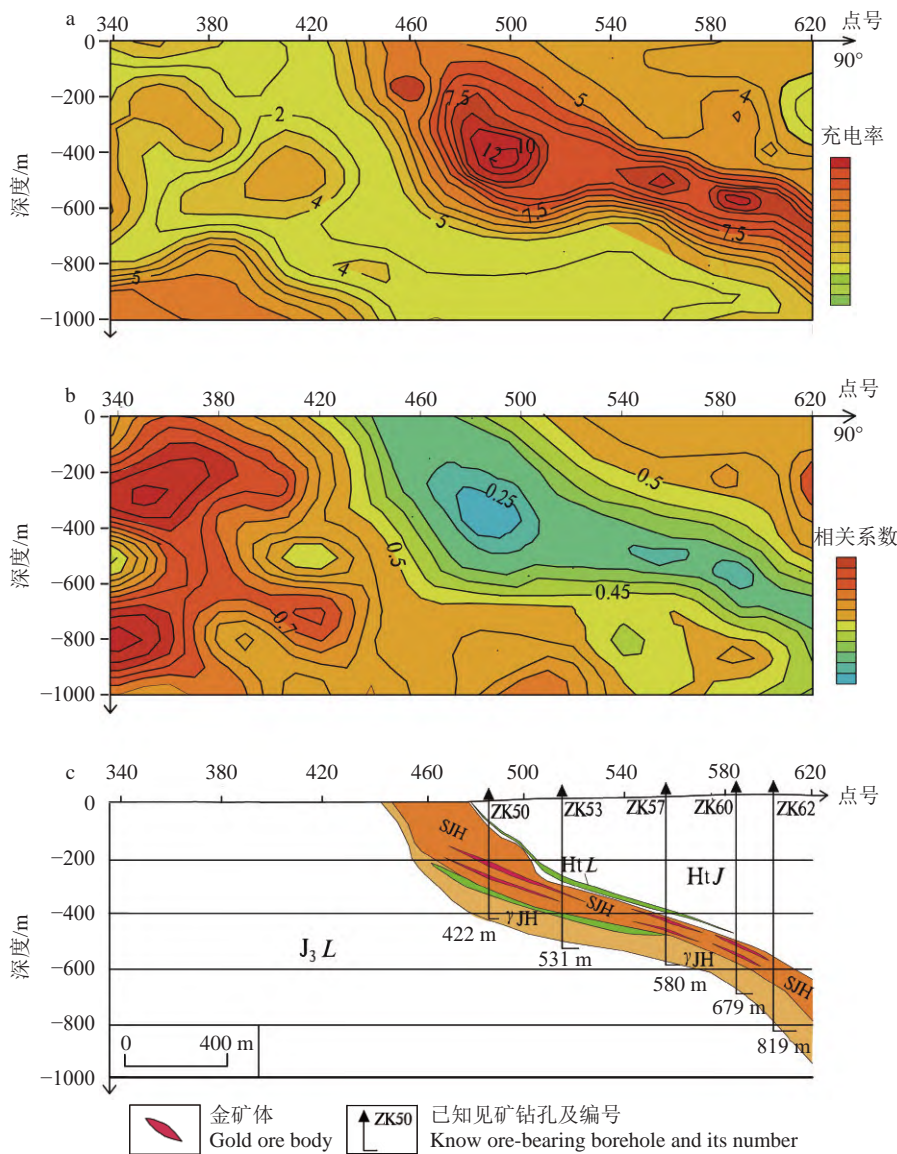 a
340 380 420 460 500 540 580 620 点号
90°
0
−200
−400
−600
−800
−1000
深度/m
2
4
4
4
4
5
5
5
5
7.5
7.5
7.5
10
12
充电率
b
340 380 420 460 500 540 580 620 点号
90°
0
−200
−400
−600
−800
−1000
深度/m
0.25
0.5
0.5
0.45
0.7
相关系数
c
340 380 420 460 500 540 580 620 点号
0
−200
−400
−600
−800
−1000
深度/m
ZK50 ZK53 ZK57 ZK60 ZK62
SJH
HtL
HtJ
SJH
γJH
J₃L
γJH
SJH
422 m
531 m
580 m
679 m
819 m
0 400 m
金矿体
Gold ore body
ZK50
已知见矿钻孔及编号
Know ore-bearing borehole and its number